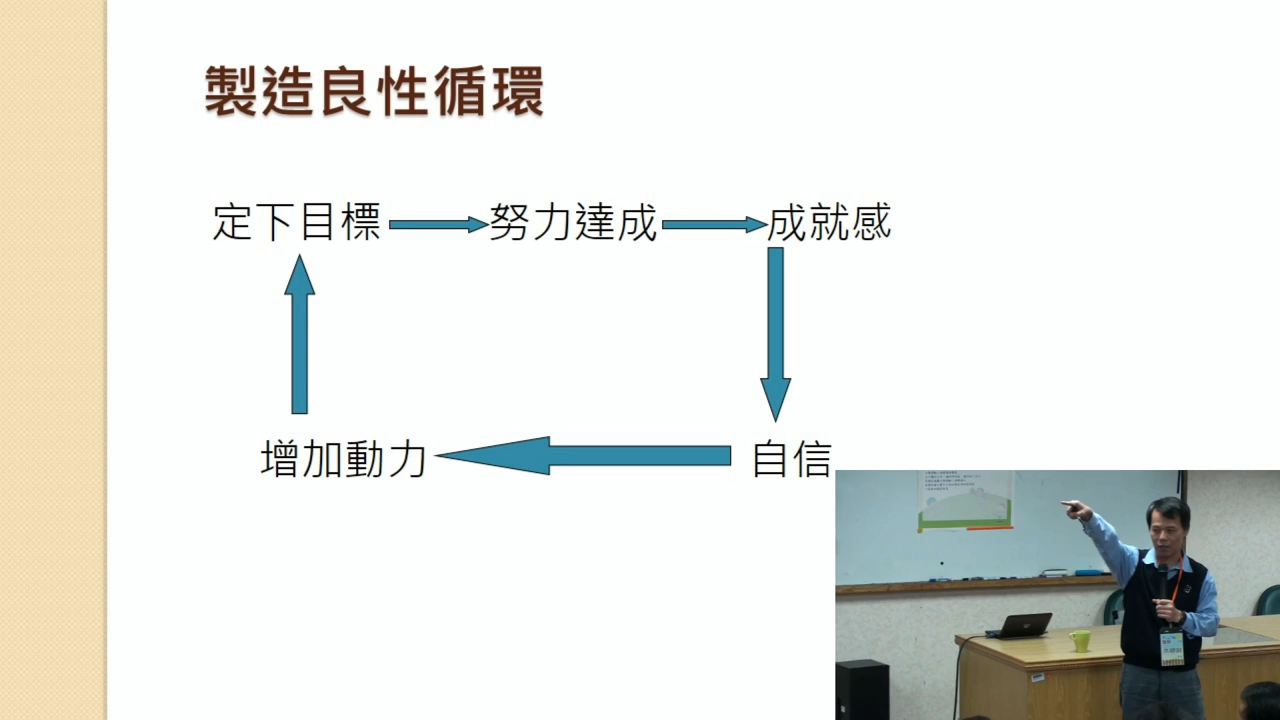 製造良性循環
定下目標
努力達成
成就感
增加動力
自信